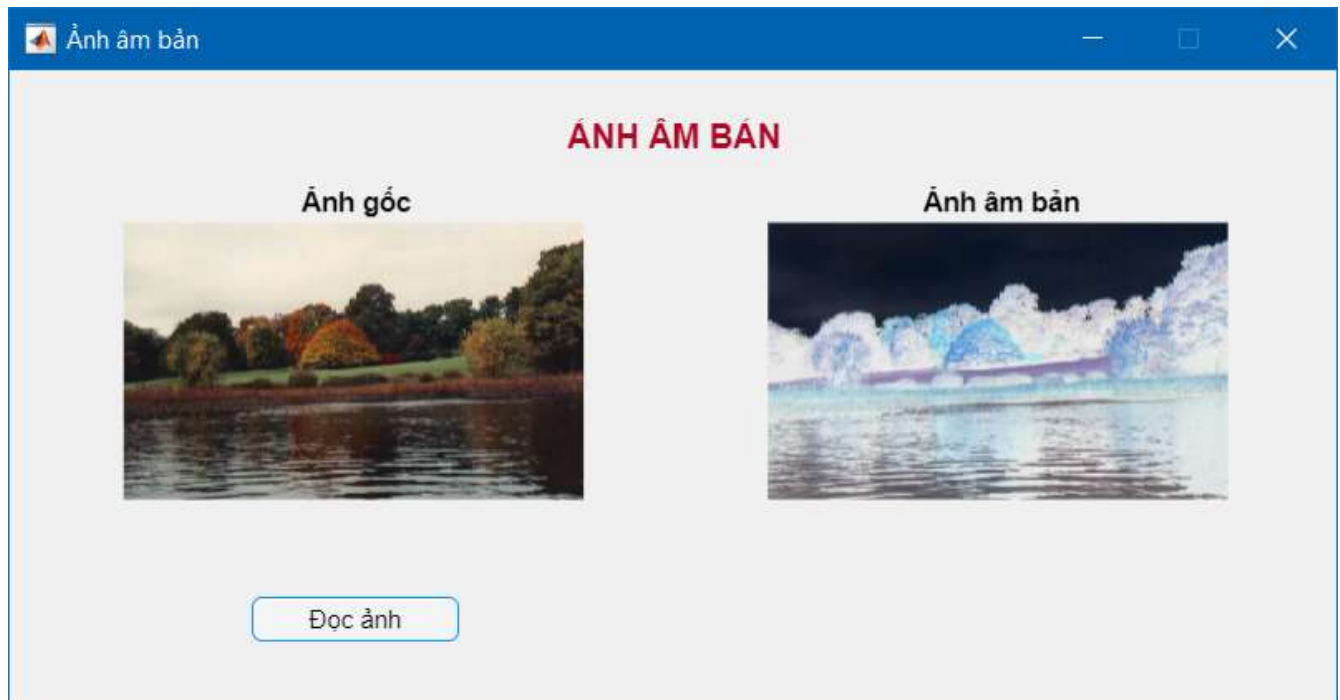 Ảnh âm bản
ẢNH ÂM BẢN
Ảnh gốc
Ảnh âm bản
Đọc ảnh